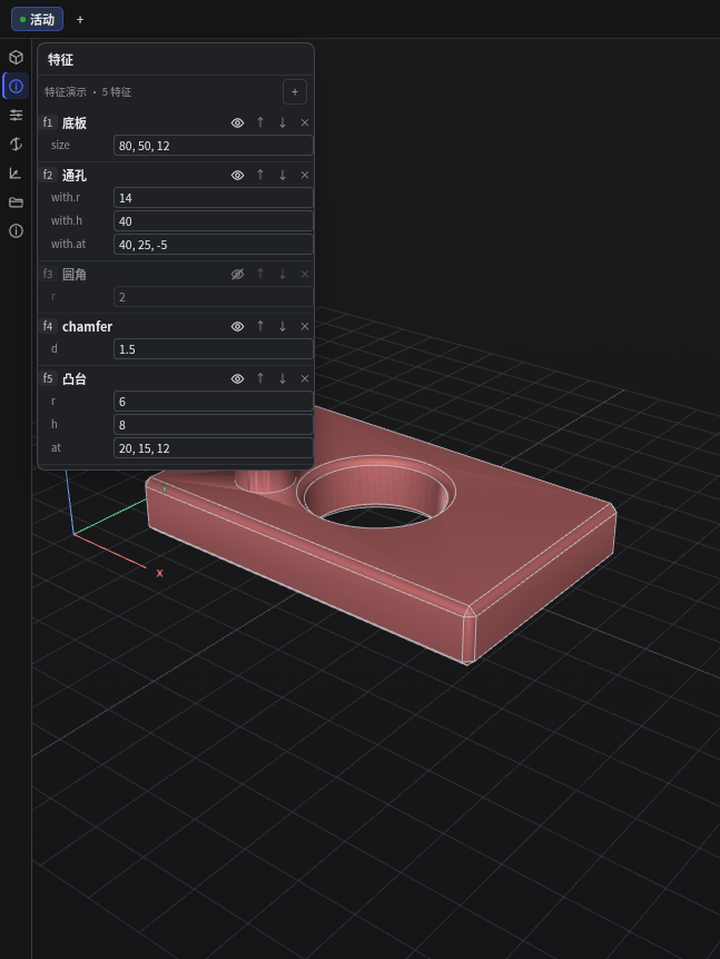 活动 +
特征
特征演示 · 5 特征 +
f1 底板 ↑ ↓ ×
size 80, 50, 12
f2 通孔 ↑ ↓ ×
with.r 14
with.h 40
with.at 40, 25, -5
f3 圆角 ↑ ↓ ×
r 2
f4 chamfer ↑ ↓ ×
d 1.5
f5 凸台 ↑ ↓ ×
r 6
h 8
at 20, 15, 12
Y
X